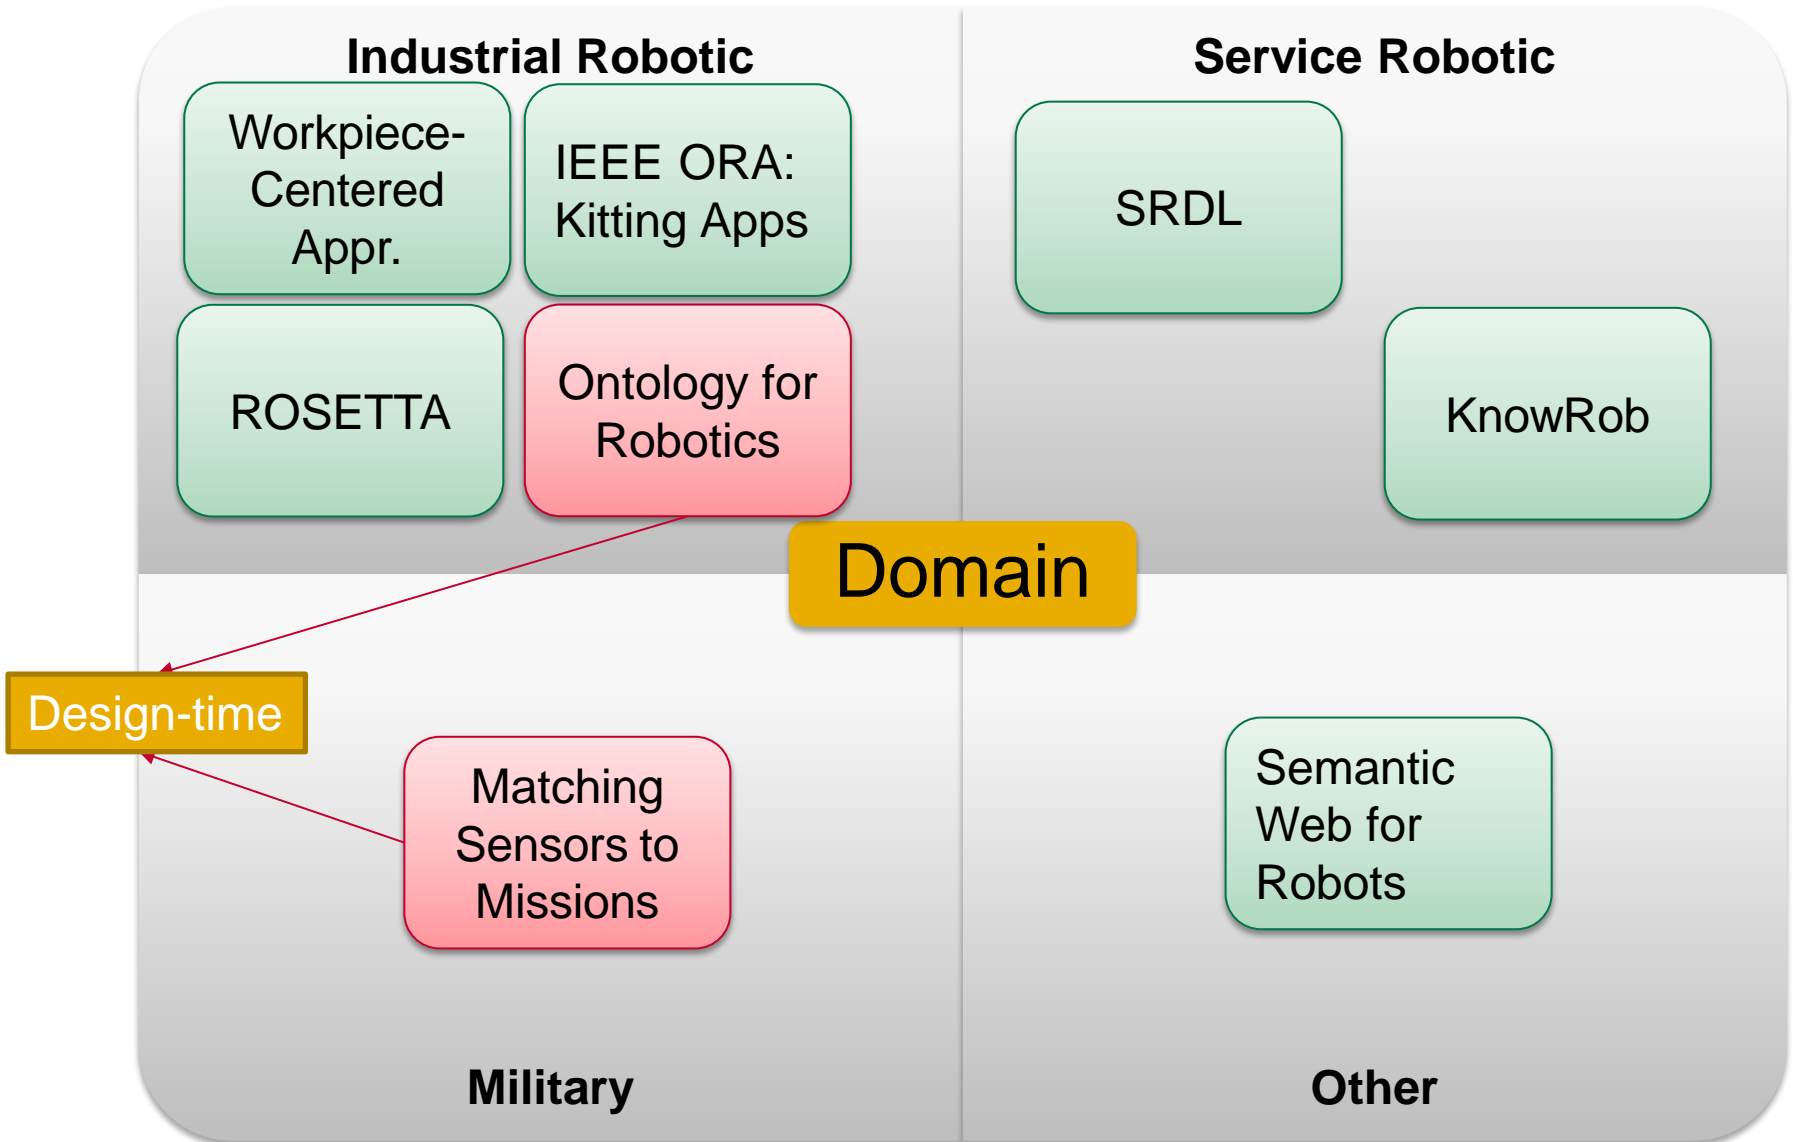 Industrial Robotic
Service Robotic
Workpiece-
Centered
Appr.
IEEE ORA:
Kitting Apps
SRDL
ROSETTA
Ontology for
Robotics
KnowRob
Domain
Design-time
Matching
Sensors to
Missions
Semantic
Web for
Robots
Military
Other